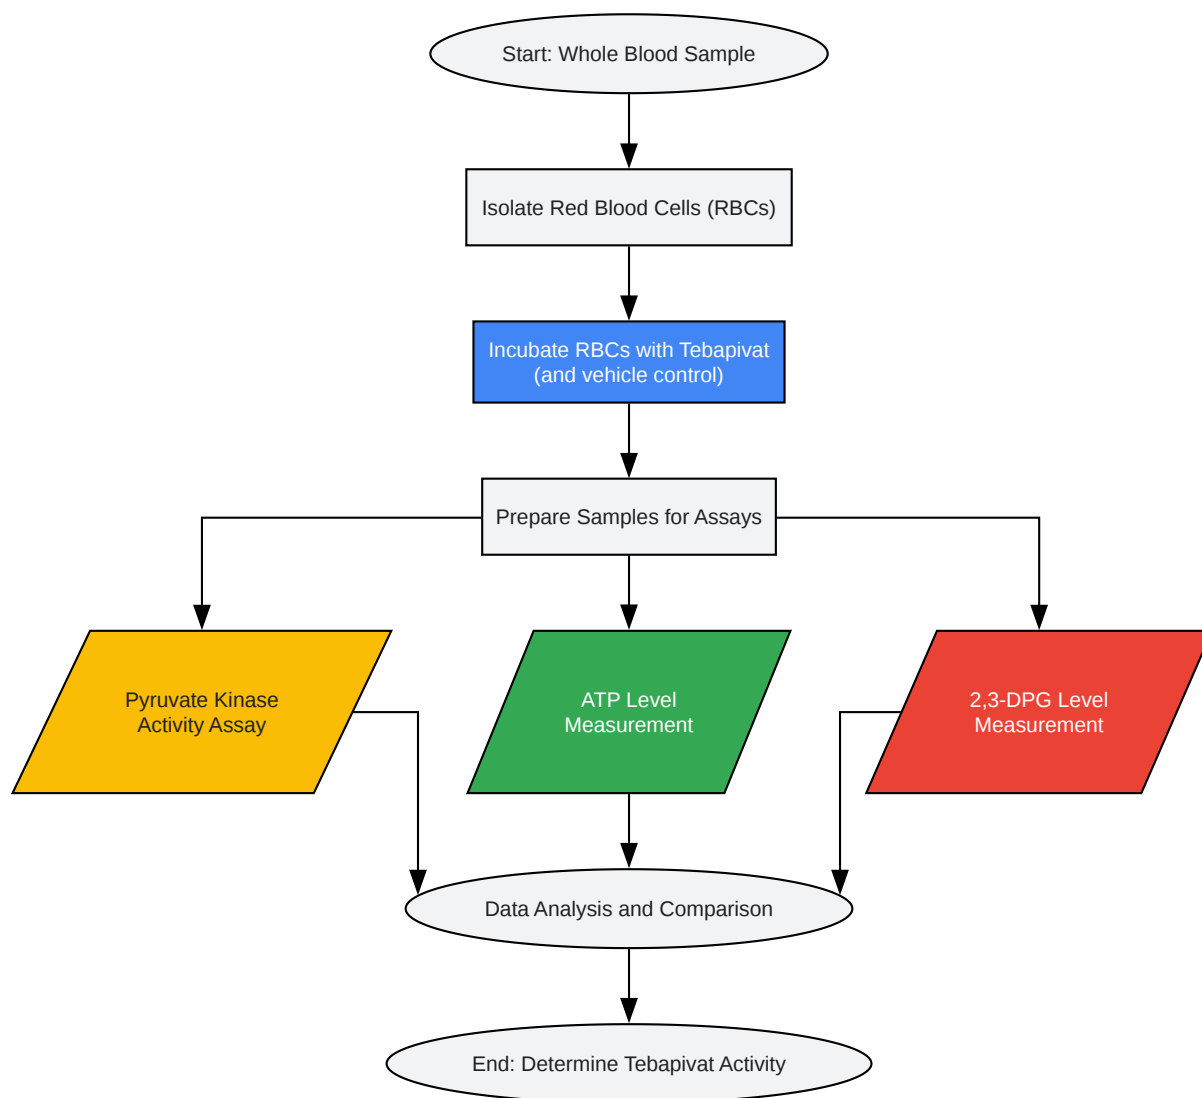 Start: Whole Blood Sample
Isolate Red Blood Cells (RBCs)
Incubate RBCs with Tebapivat
(and vehicle control)
Prepare Samples for Assays
Pyruvate Kinase
Activity Assay
ATP Level
Measurement
2,3-DPG Level
Measurement
Data Analysis and Comparison
End: Determine Tebapivat Activity